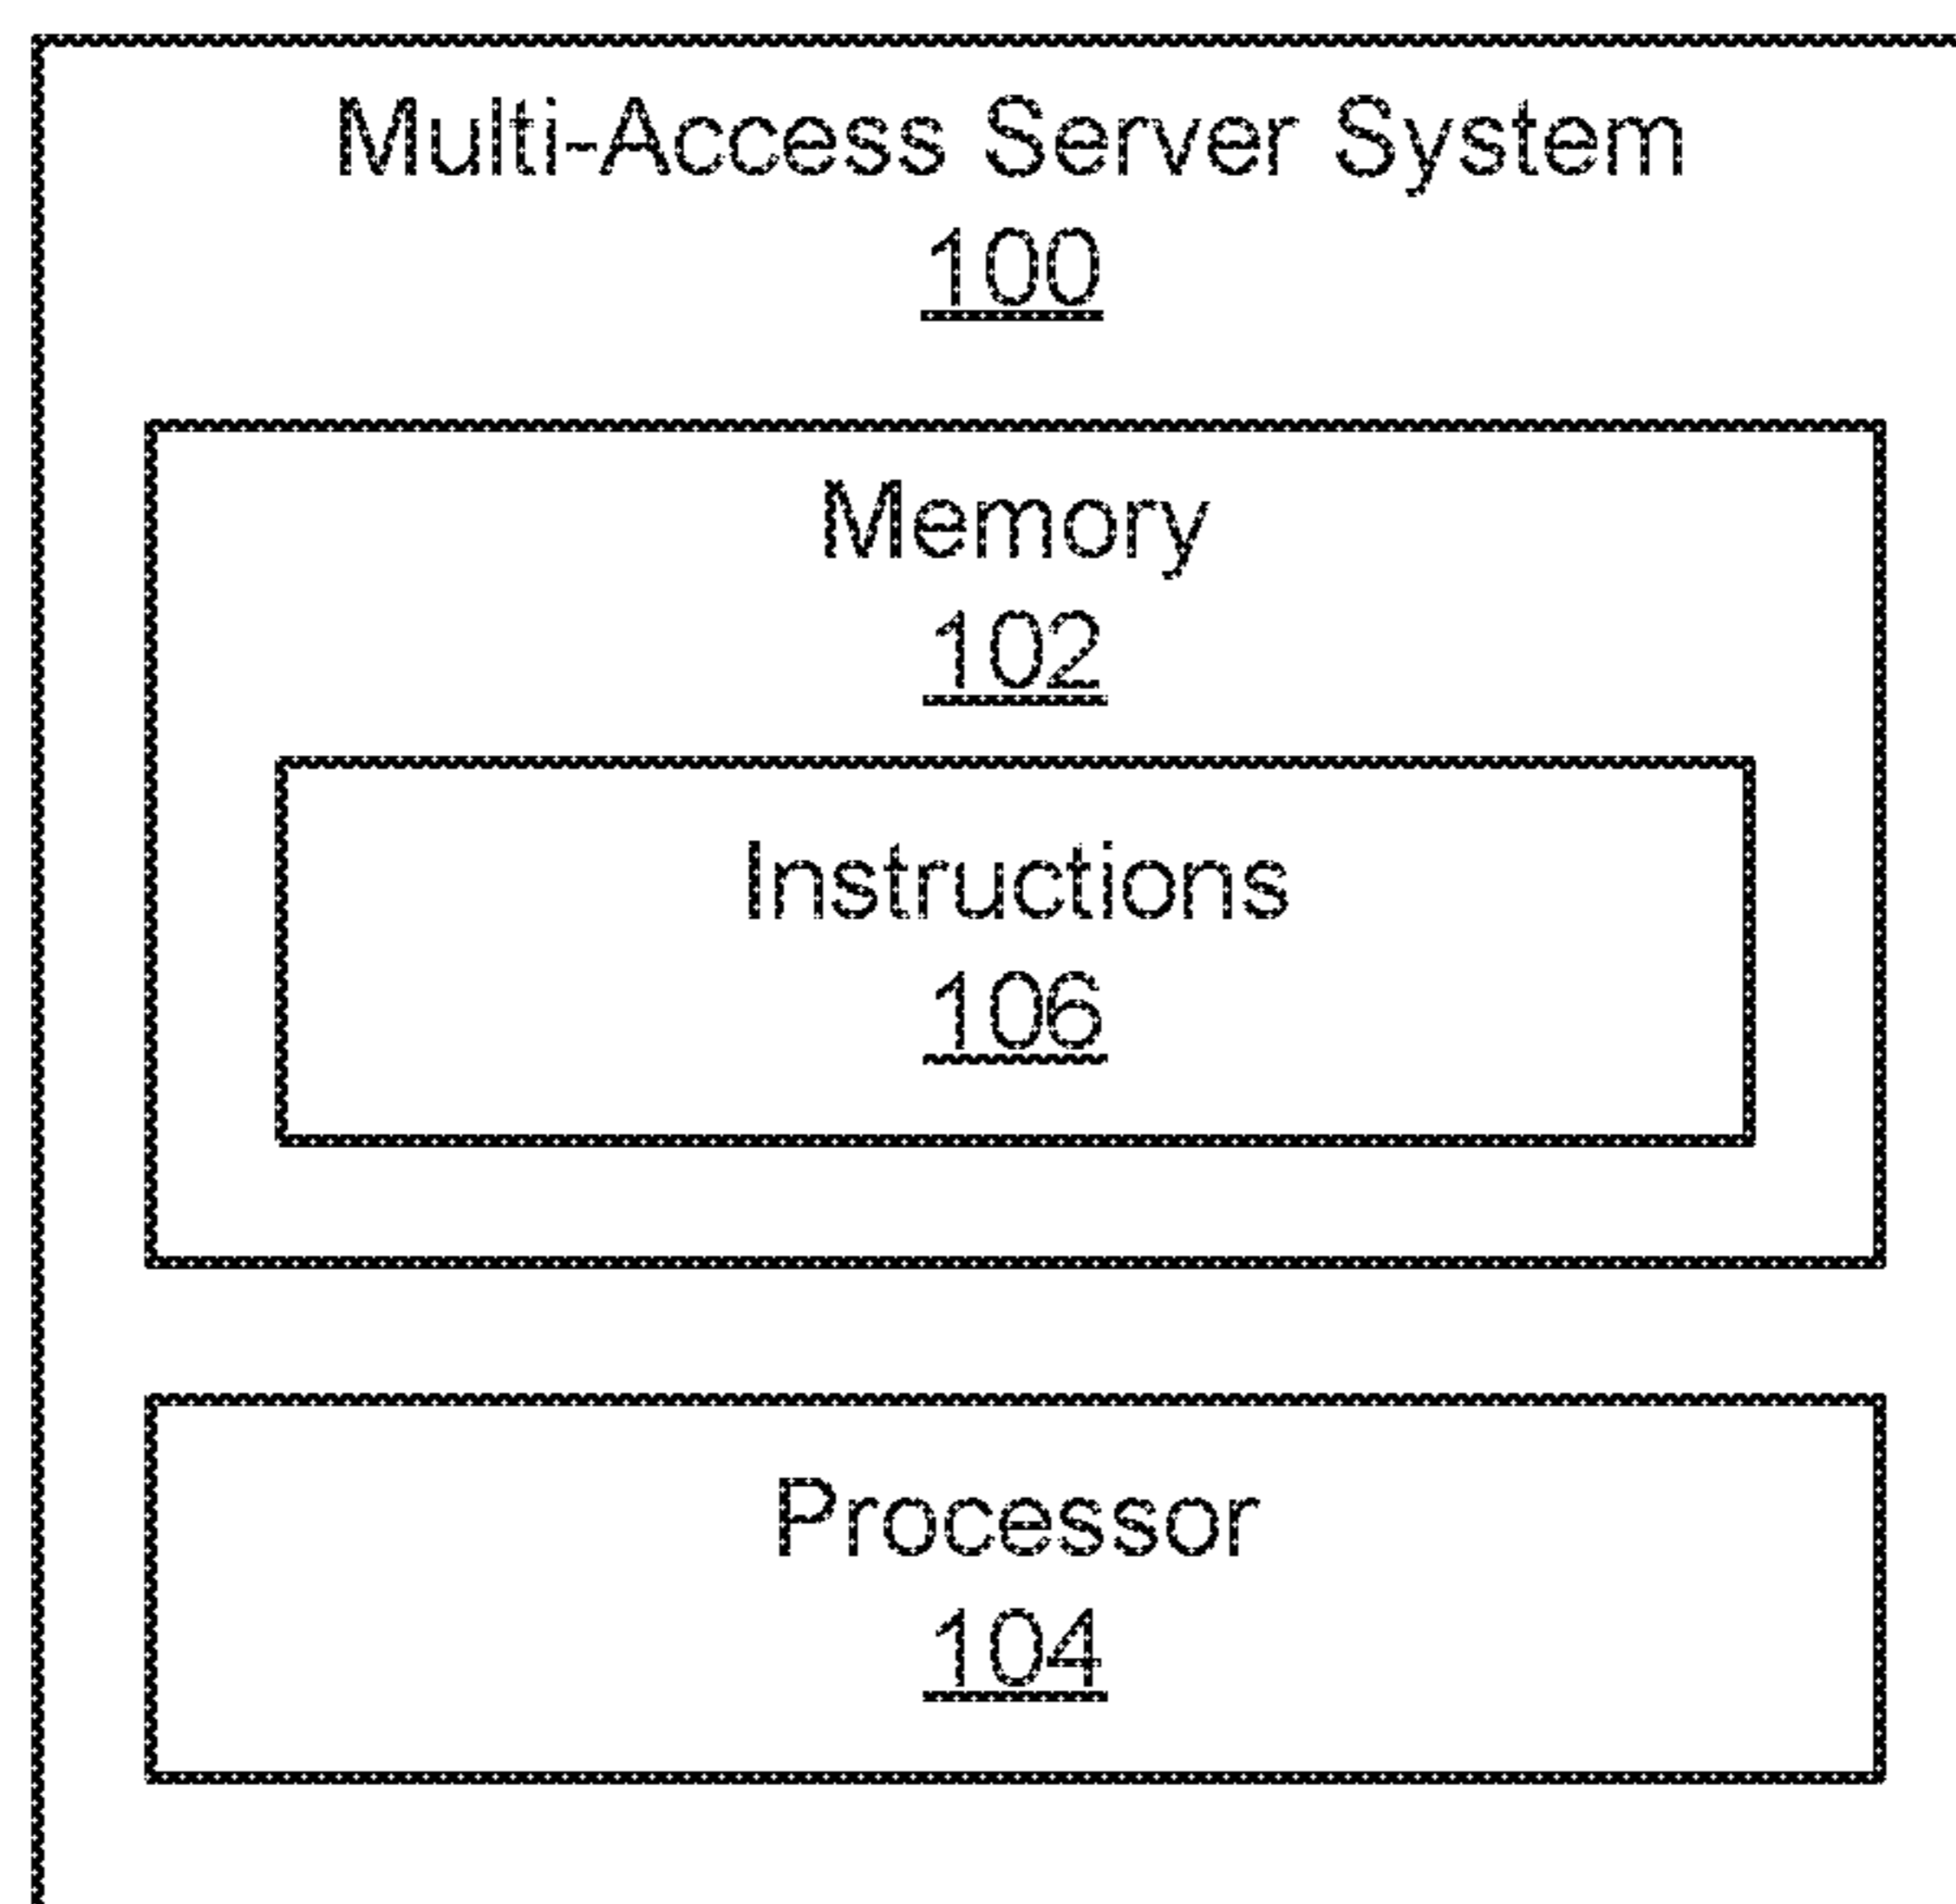 Multi-Access Server System
100
Memory
102
Instructions
106
Processor
104